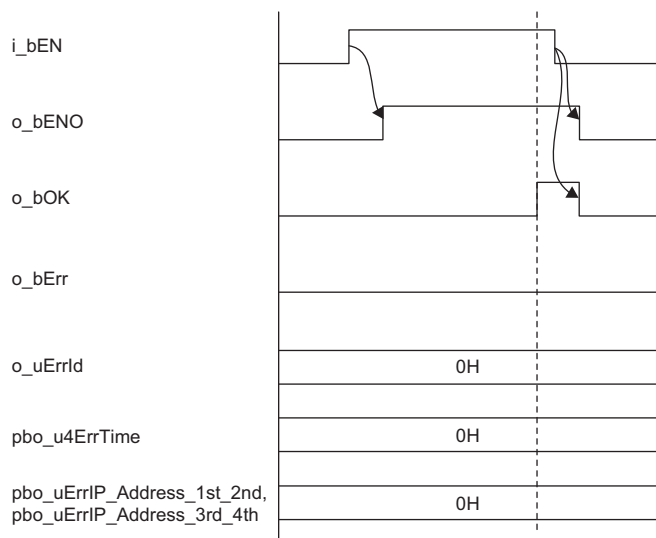 i_bEN
o_bENO
o_bOK
o_bErr
o_uErrId
0H
pbo_u4ErrTime
0H
pbo_uErrIP_Address_1st_2nd,
pbo_uErrIP_Address_3rd_4th
0H